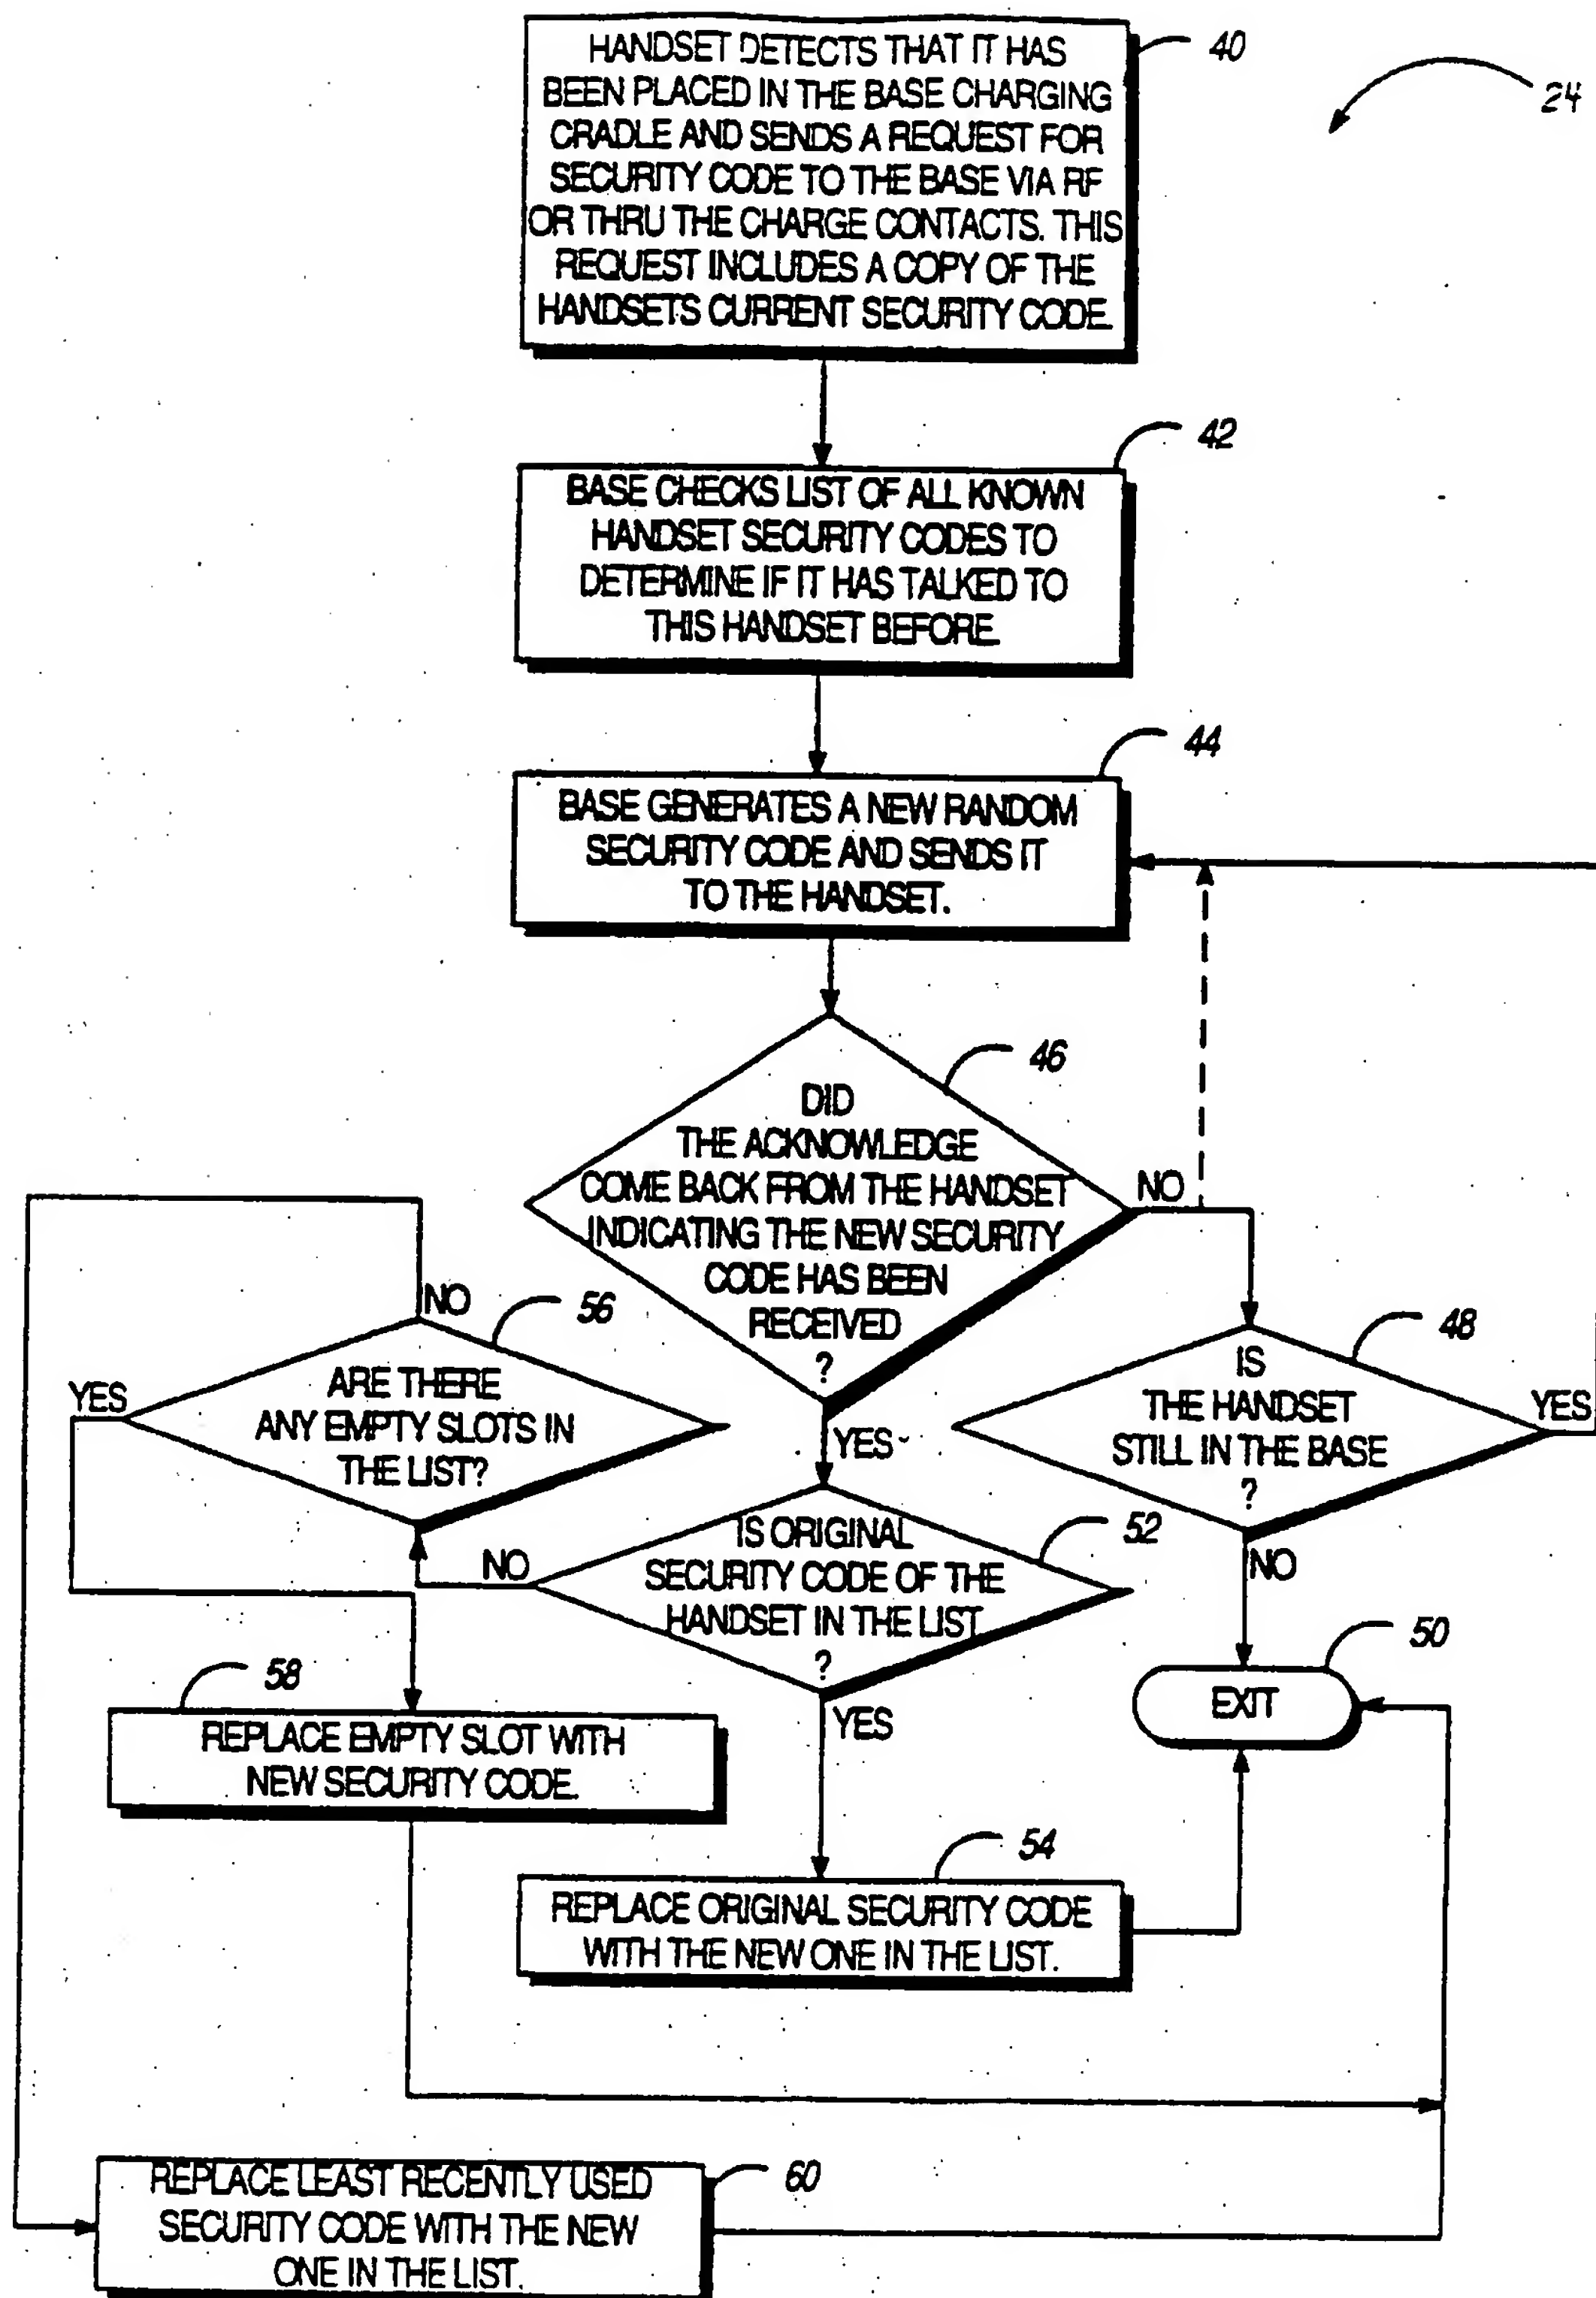 HANDSET DETECTS THAT IT HAS
BEEN PLACED IN THE BASE CHARGING
CRADLE AND SENDS A REQUEST FOR
SECURITY CODE TO THE BASE VIA RF
OR THRU THE CHARGE CONTACTS. THIS
REQUEST INCLUDES A COPY OF THE
HANDSETS CURRENT SECURITY CODE.
40
24
42
BASE CHECKS LIST OF ALL KNOWN
HANDSET SECURITY CODES TO
DETERMINE IF IT HAS TALKED TO
THIS HANDSET BEFORE.
44
BASE GENERATES A NEW RANDOM
SECURITY CODE AND SENDS IT
TO THE HANDSET.
46
DID
THE ACKNOWLEDGE
COME BACK FROM THE HANDSET
INDICATING THE NEW SECURITY
CODE HAS BEEN
RECEIVED
?
NO
YES
NO
56
ARE THERE
ANY EMPTY SLOTS IN
THE LIST?
YES
48
IS
THE HANDSET
STILL IN THE BASE
?
YES
NO
52
IS ORIGINAL
SECURITY CODE OF THE
HANDSET IN THE LIST
?
NO
YES
50
EXIT
58
REPLACE EMPTY SLOT WITH
NEW SECURITY CODE.
54
REPLACE ORIGINAL SECURITY CODE
WITH THE NEW ONE IN THE LIST.
60
REPLACE LEAST RECENTLY USED
SECURITY CODE WITH THE NEW
ONE IN THE LIST.